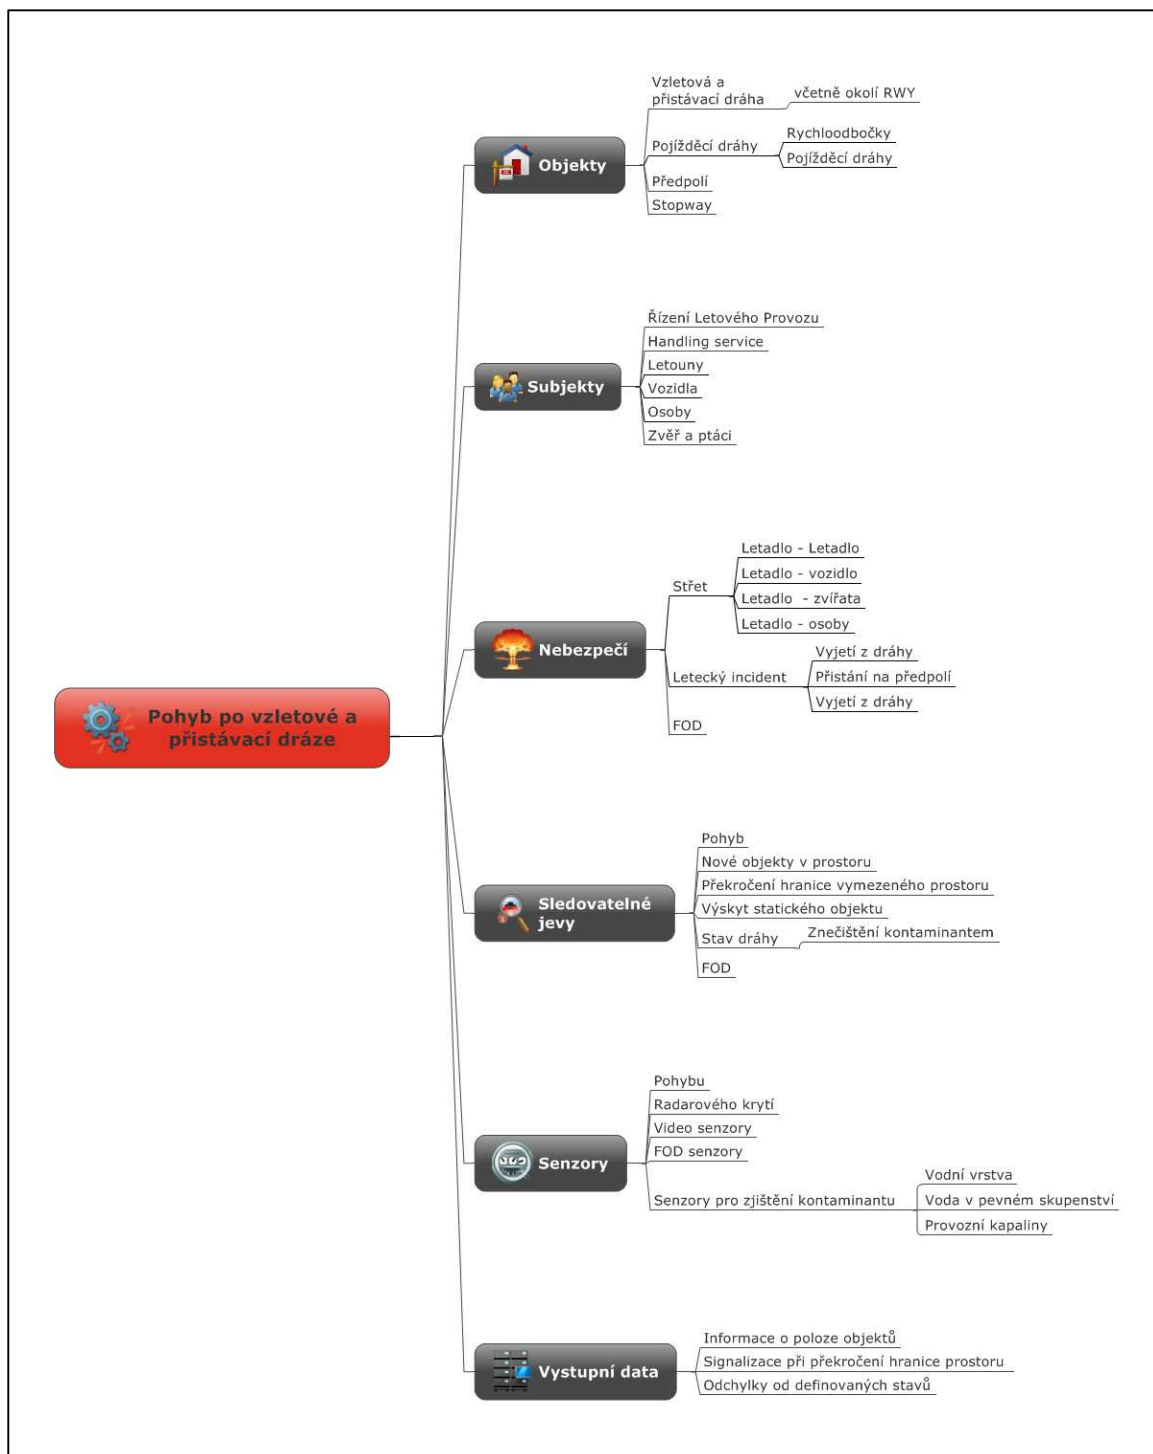 Pohyb po vzletové a
přistávací dráze
Objekty
Vzletová a
přistávací dráha
včetně okolí RWY
Pojížděcí dráhy
Rychloodbočky
Pojížděcí dráhy
Předpolí
Stopway
Subjekty
Řízení Letového Provozu
Handling service
Letouny
Vozidla
Osoby
Zvěř a ptáci
Nebezpečí
Střet
Letadlo - Letadlo
Letadlo - vozidlo
Letadlo - zvířata
Letadlo - osoby
Letecký incident
Vyjetí z dráhy
Přistání na předpolí
Vyjetí z dráhy
FOD
Sledovatelné
jevy
Pohyb
Nové objekty v prostoru
Překročení hranice vymezeného prostoru
Výskyt statického objektu
Stav dráhy
Znečištění kontaminantem
FOD
Senzory
Pohybu
Radarového krytí
Video senzory
FOD senzory
Senzory pro zjištění kontaminantu
Vodní vrstva
Voda v pevném skupenství
Provozní kapaliny
Vystupní data
Informace o poloze objektů
Signalizace při překročení hranice prostoru
Odchylky od definovaných stavů